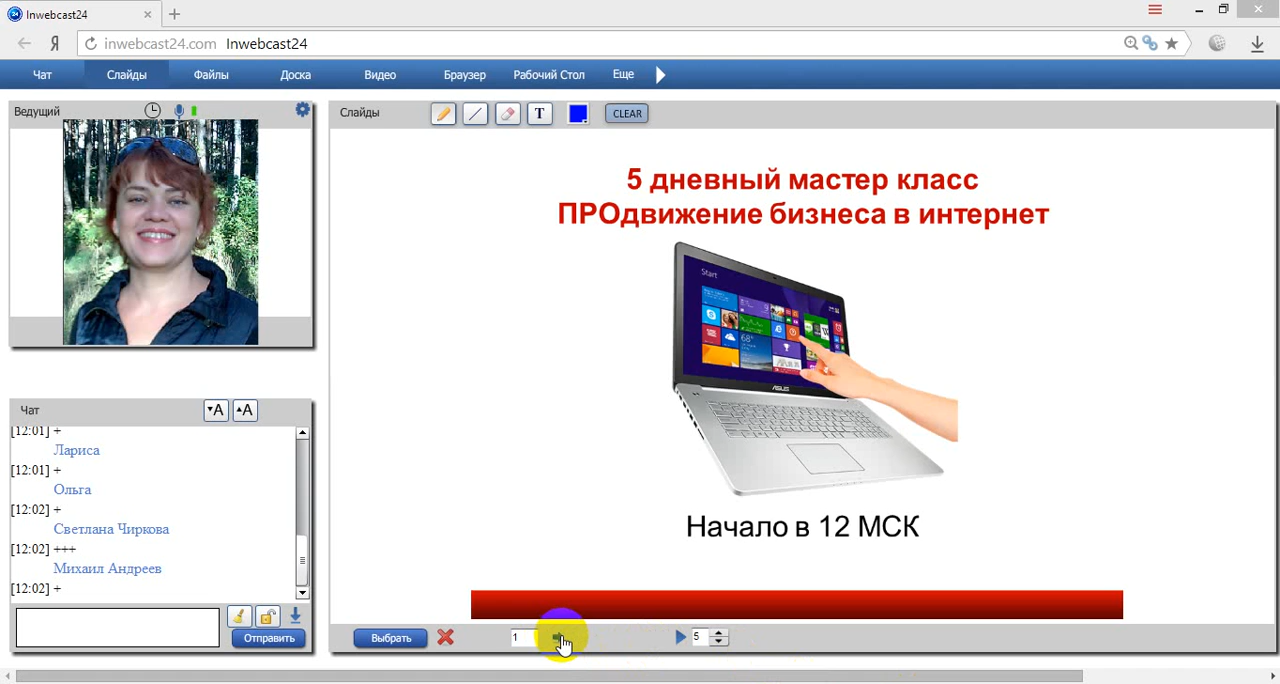 Inwebcast24
inwebcast24.com Inwebcast24
Чат Слайды Файлы Доска Видео Браузер Рабочий Стол Еще
Ведущий
Слайды T CLEAR
5 дневный мастер класс
ПРОдвижение бизнеса в интернет
Start
ASUS
Начало в 12 МСК
Чат ▾A ▴A
[12:01] +
Лариса
[12:01] +
Ольга
[12:02] +
Светлана Чиркова
[12:02] +++
Михаил Андреев
[12:02] +
Отправить
Выбрать 1 5